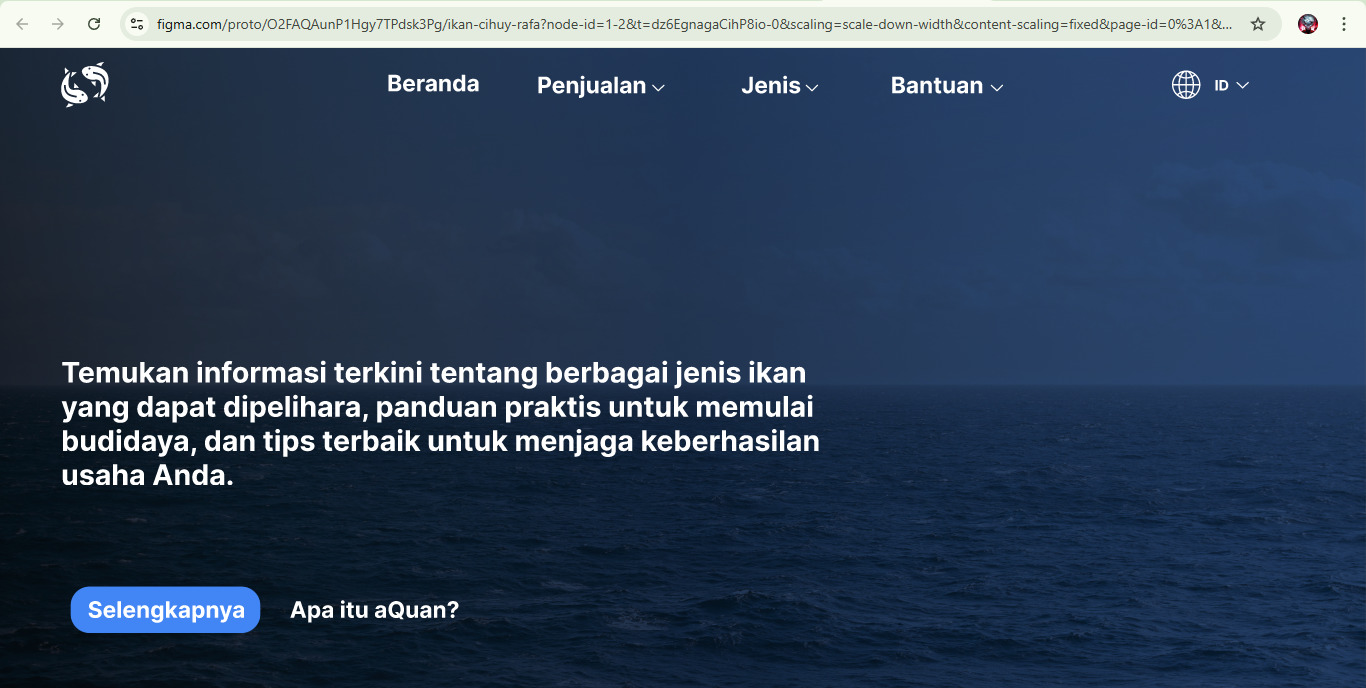 figma.com/proto/O2FAQAunP1Hgy7TPdsk3Pg/ikan-cihuy-rafa?node-id=1-2&t=dz6EgnagaCihP8io-0&scaling=scale-down-width&content-scaling=fixed&page-id=0%3A1&...
Beranda Penjualan Jenis Bantuan ID
Temukan informasi terkini tentang berbagai jenis ikan
yang dapat dipelihara, panduan praktis untuk memulai
budidaya, dan tips terbaik untuk menjaga keberhasilan
usaha Anda.
Selengkapnya Apa itu aQuan?